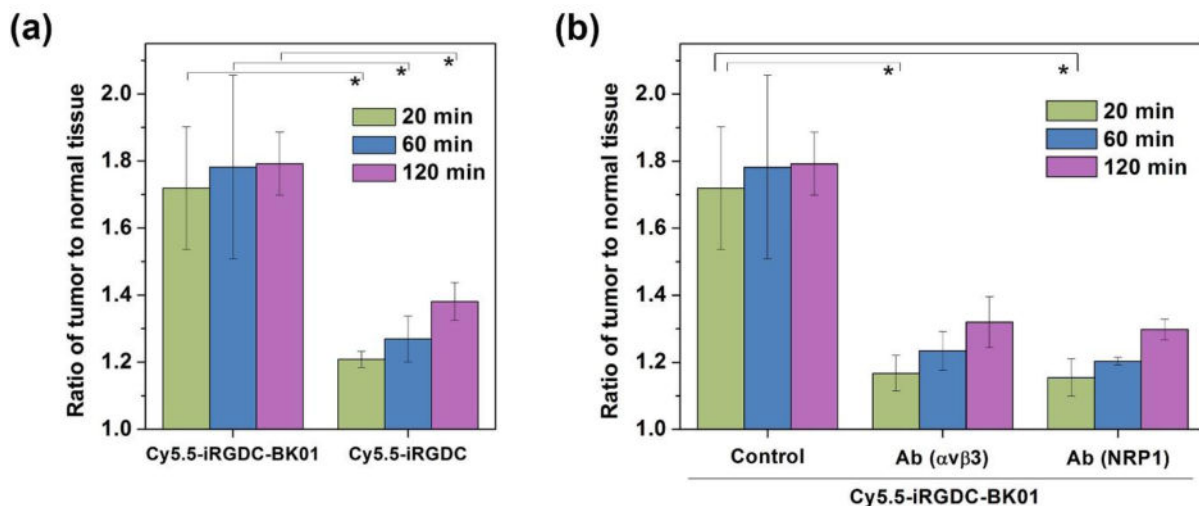 (a)
* * *
20 min
60 min
120 min
Ratio of tumor to normal tissue
2.0
1.8
1.6
1.4
1.2
1.0
Cy5.5-iRGDC-BK01 Cy5.5-iRGDC
(b)
* *
20 min
60 min
120 min
Ratio of tumor to normal tissue
2.0
1.8
1.6
1.4
1.2
1.0
Control Ab (αvβ3) Ab (NRP1)
Cy5.5-iRGDC-BK01